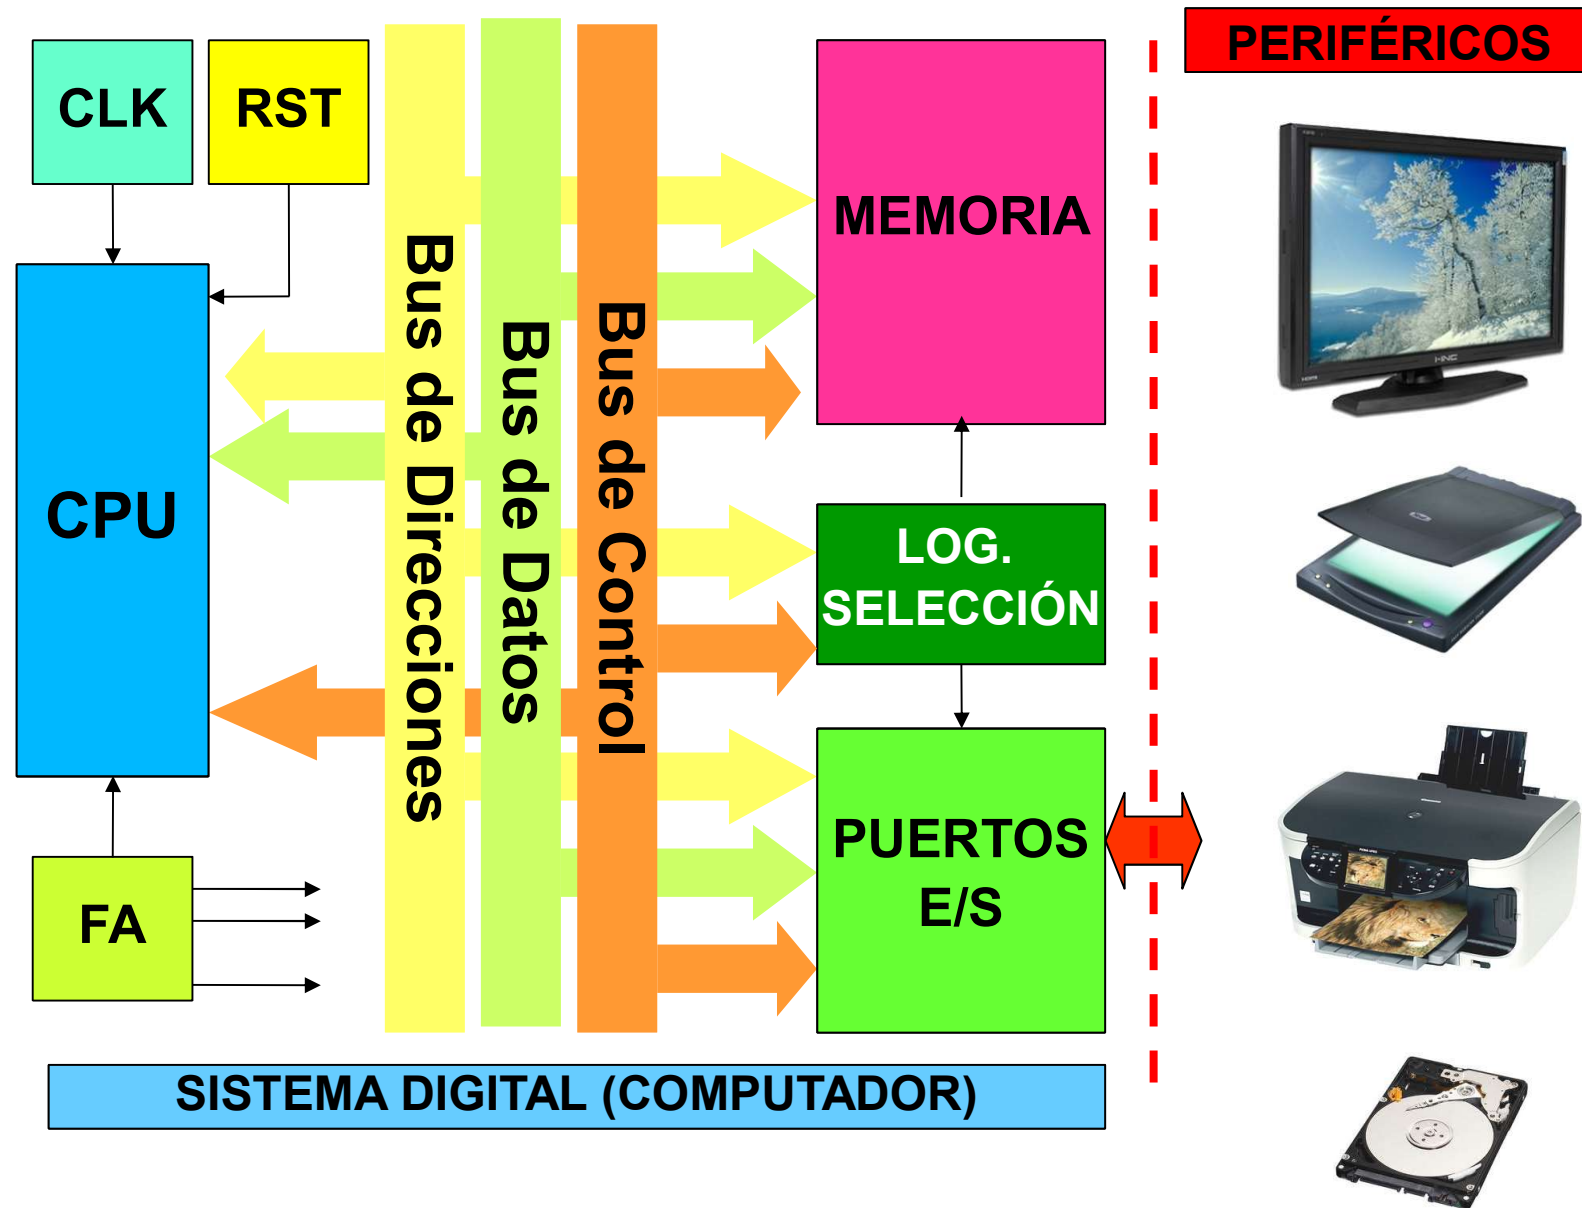 PERIFÉRICOS
CLK
RST
MEMORIA
Bus de Direcciones
Bus de Datos
Bus de Control
CPU
LOG.
SELECCIÓN
PUERTOS
E/S
FA
SISTEMA DIGITAL (COMPUTADOR)